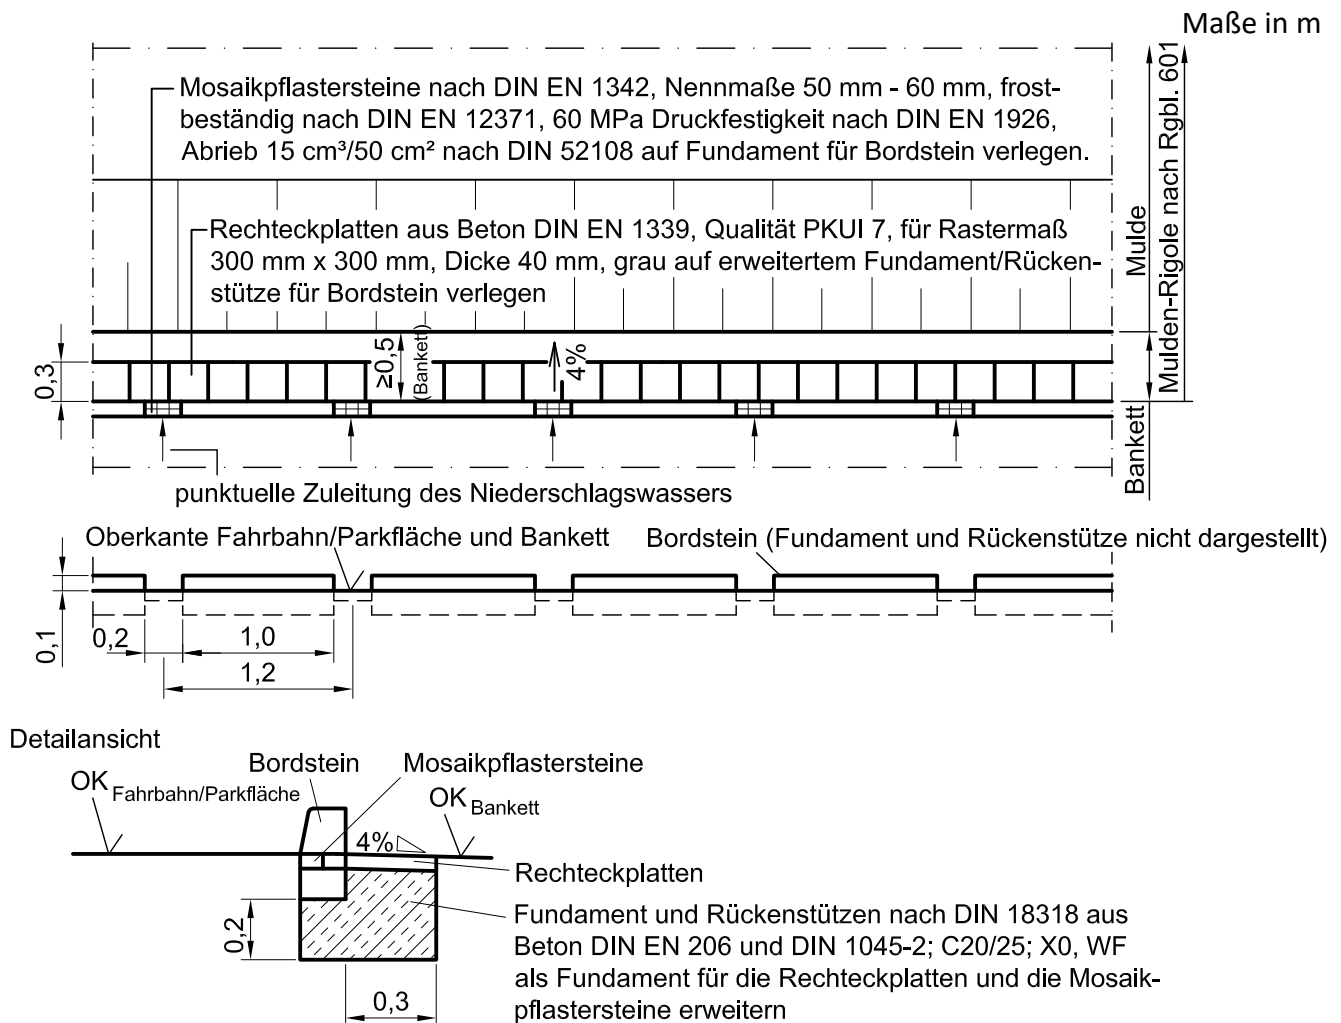 Maße in m
Mosaikpflastersteine nach DIN EN 1342, Nennmaße 50 mm - 60 mm, frost-
beständig nach DIN EN 12371, 60 MPa Druckfestigkeit nach DIN EN 1926,
Abrieb 15 cm³/50 cm² nach DIN 52108 auf Fundament für Bordstein verlegen.
Rechteckplatten aus Beton DIN EN 1339, Qualität PKUI 7, für Rastermaß
300 mm x 300 mm, Dicke 40 mm, grau auf erweitertem Fundament/Rücken-
stütze für Bordstein verlegen
Mulde
Mulden-Rigole nach Rgbl. 601
Bankett
0,3
≥0,5
(Bankett)
4%
punktuelle Zuleitung des Niederschlagswassers
Oberkante Fahrbahn/Parkfläche und Bankett
Bordstein (Fundament und Rückenstütze nicht dargestellt)
0,1
0,2
1,0
1,2
Detailansicht
Bordstein
Mosaikpflastersteine
OK Fahrbahn/Parkfläche
OK Bankett
4%
Rechteckplatten
Fundament und Rückenstützen nach DIN 18318 aus
Beton DIN EN 206 und DIN 1045-2; C20/25; X0, WF
als Fundament für die Rechteckplatten und die Mosaik-
pflastersteine erweitern
0,2
0,3